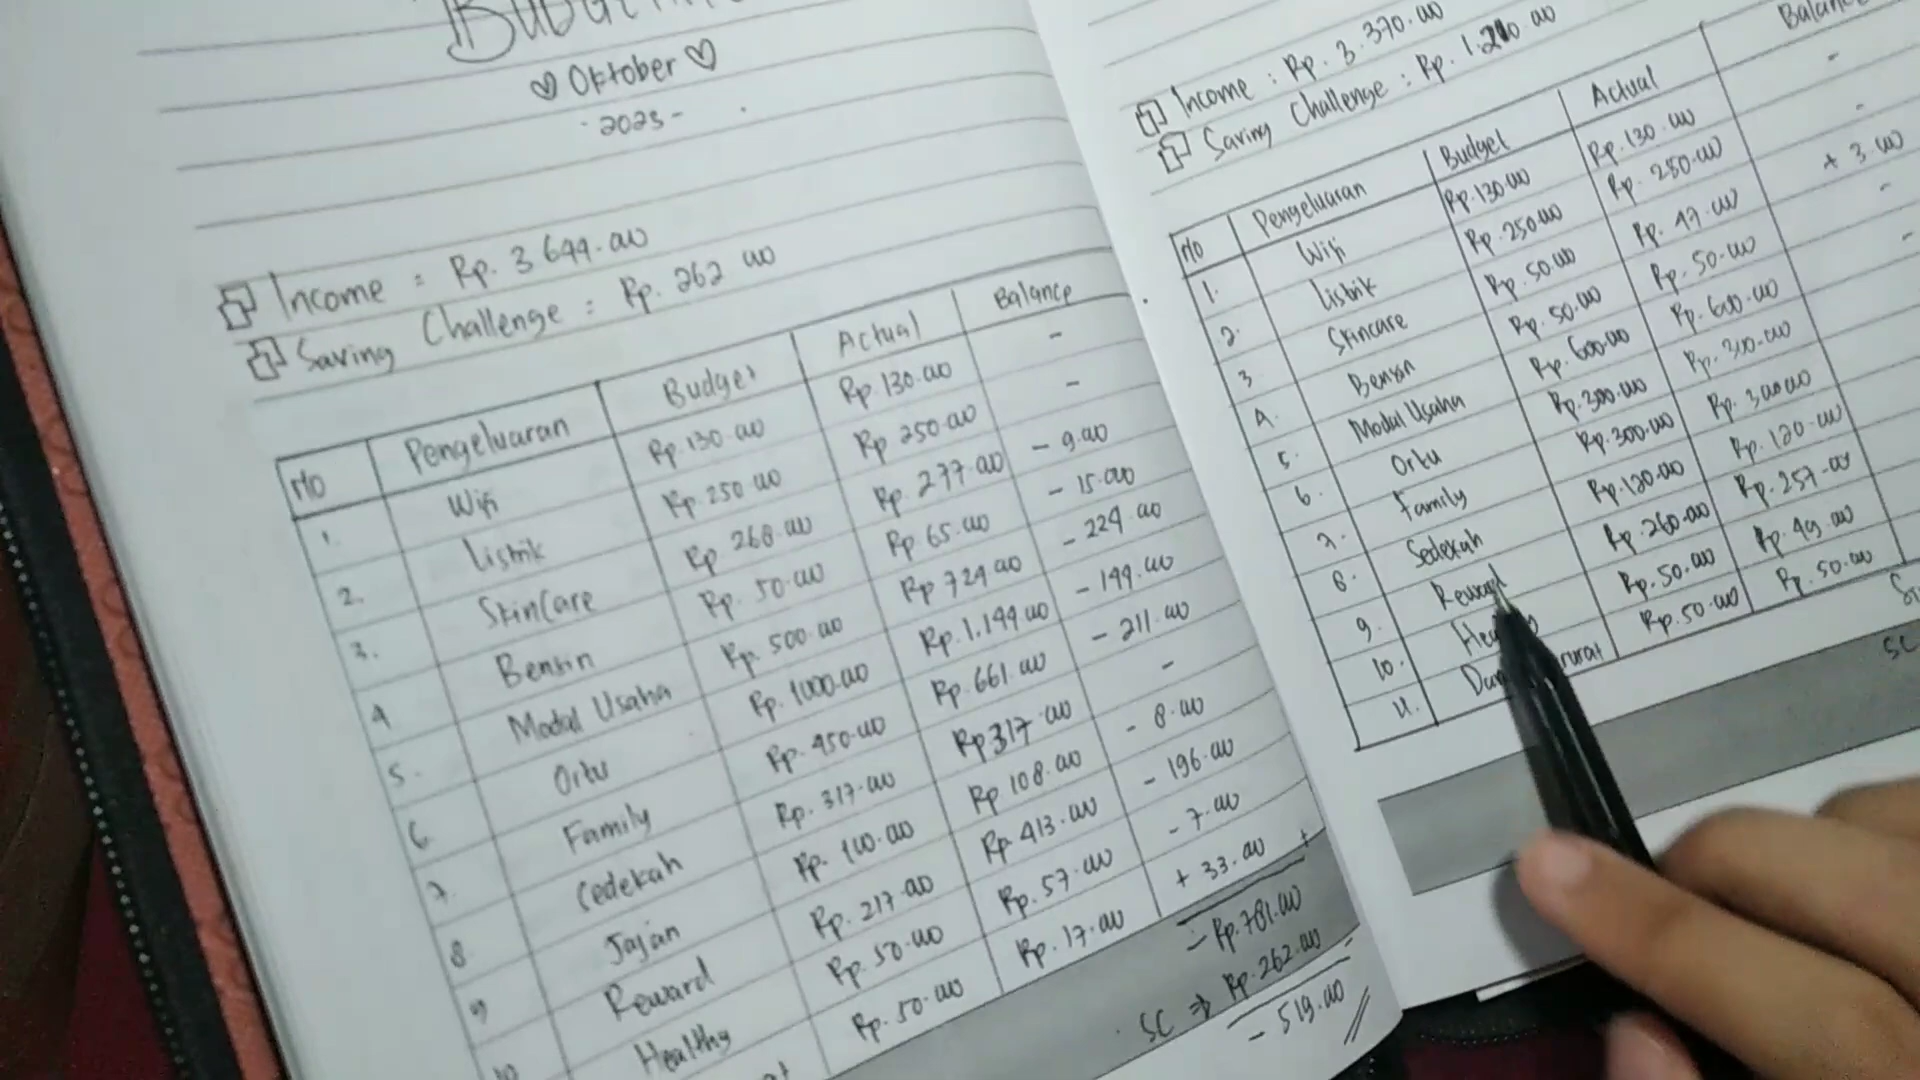 ♡ Oktober ♡
- 2023 -
Income : Rp. 3 644.000
Saving Challenge : Rp. 262 000
No Pengeluaran Budget Actual Balance
1. Wifi Rp 130.000 Rp. 130.000 -
2. Listrik Rp 250 000 Rp 250.000 -
3. SkinCare Rp 268.000 Rp. 277.000 - 9.000
4 Bensin Rp. 50.000 Rp 65.000 - 15.000
5. Modal Usaha Rp. 500.000 Rp 724 000 - 224.000
6 Ortu Rp. 1000.000 Rp. 1.144 000 - 144.000
7. Family Rp. 450.000 Rp 661.000 - 211.000
8 Cedekah Rp. 317.000 Rp 317.000 -
9 Jajan Rp. 100.000 Rp 108.000 - 8.000
10 Reward Rp. 217.000 Rp 413.000 - 196.000
Healthy Rp. 50.000 Rp. 57.000 - 7.000
Rp. 50.000 Rp. 17.000 + 33.000 +
- Rp. 781.000
SC ⇒ Rp. 262.000 -
- 519.000 //
Income : Rp. 3.370.000
Saving Challenge : Rp. 1.210 000
No Pengeluaran Budget Actual
1. Wifi Rp. 130.000 Rp. 130.000 -
2. Listrik Rp. 250.000 Rp. 250.000 -
3 Skincare Rp. 50.000 Rp. 47.000 + 3.000
4. Bensin Rp. 50.000 Rp. 50.000 -
5. Modal Usaha Rp. 600.000 Rp. 600.000 -
6. Ortu Rp. 300.000 Rp. 300.000
7. Family Rp. 300.000 Rp. 300.000
8. Sedekah Rp. 120.000 Rp. 120.000
9. Reward Rp. 260.000 Rp. 257.000
10. Rp. 50.000 Rp. 49.000
11. Rp. 50.000 Rp. 50.000
SC